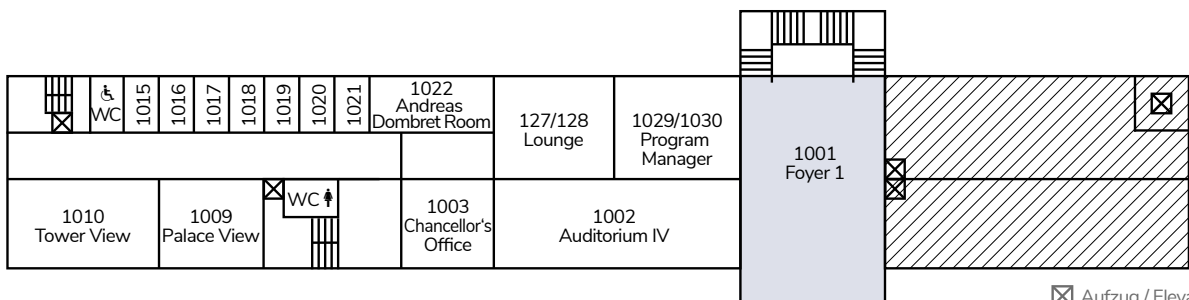 WC
1015
1016
1017
1018
1019
1020
1021
1022
Andreas
Dombret Room
127/128
Lounge
1029/1030
Program
Manager
1001
Foyer 1
1010
Tower View
1009
Palace View
WC
1003
Chancellor's
Office
1002
Auditorium IV
Aufzug /